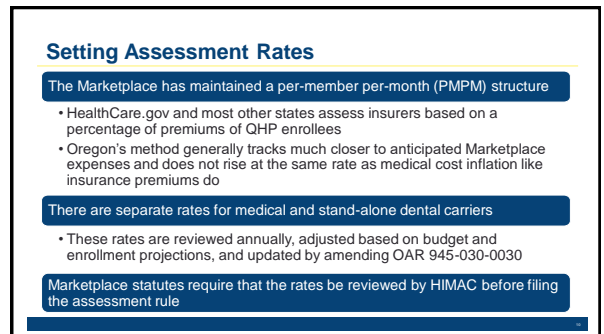 Setting Assessment Rates
The Marketplace has maintained a per-member per-month (PMPM) structure
• HealthCare.gov and most other states assess insurers based on a
percentage of premiums of QHP enrollees
• Oregon's method generally tracks much closer to anticipated Marketplace
expenses and does not rise at the same rate as medical cost inflation like
insurance premiums do
There are separate rates for medical and stand-alone dental carriers
• These rates are reviewed annually, adjusted based on budget and
enrollment projections, and updated by amending OAR 945-030-0030
Marketplace statutes require that the rates be reviewed by HIMAC before filing
the assessment rule